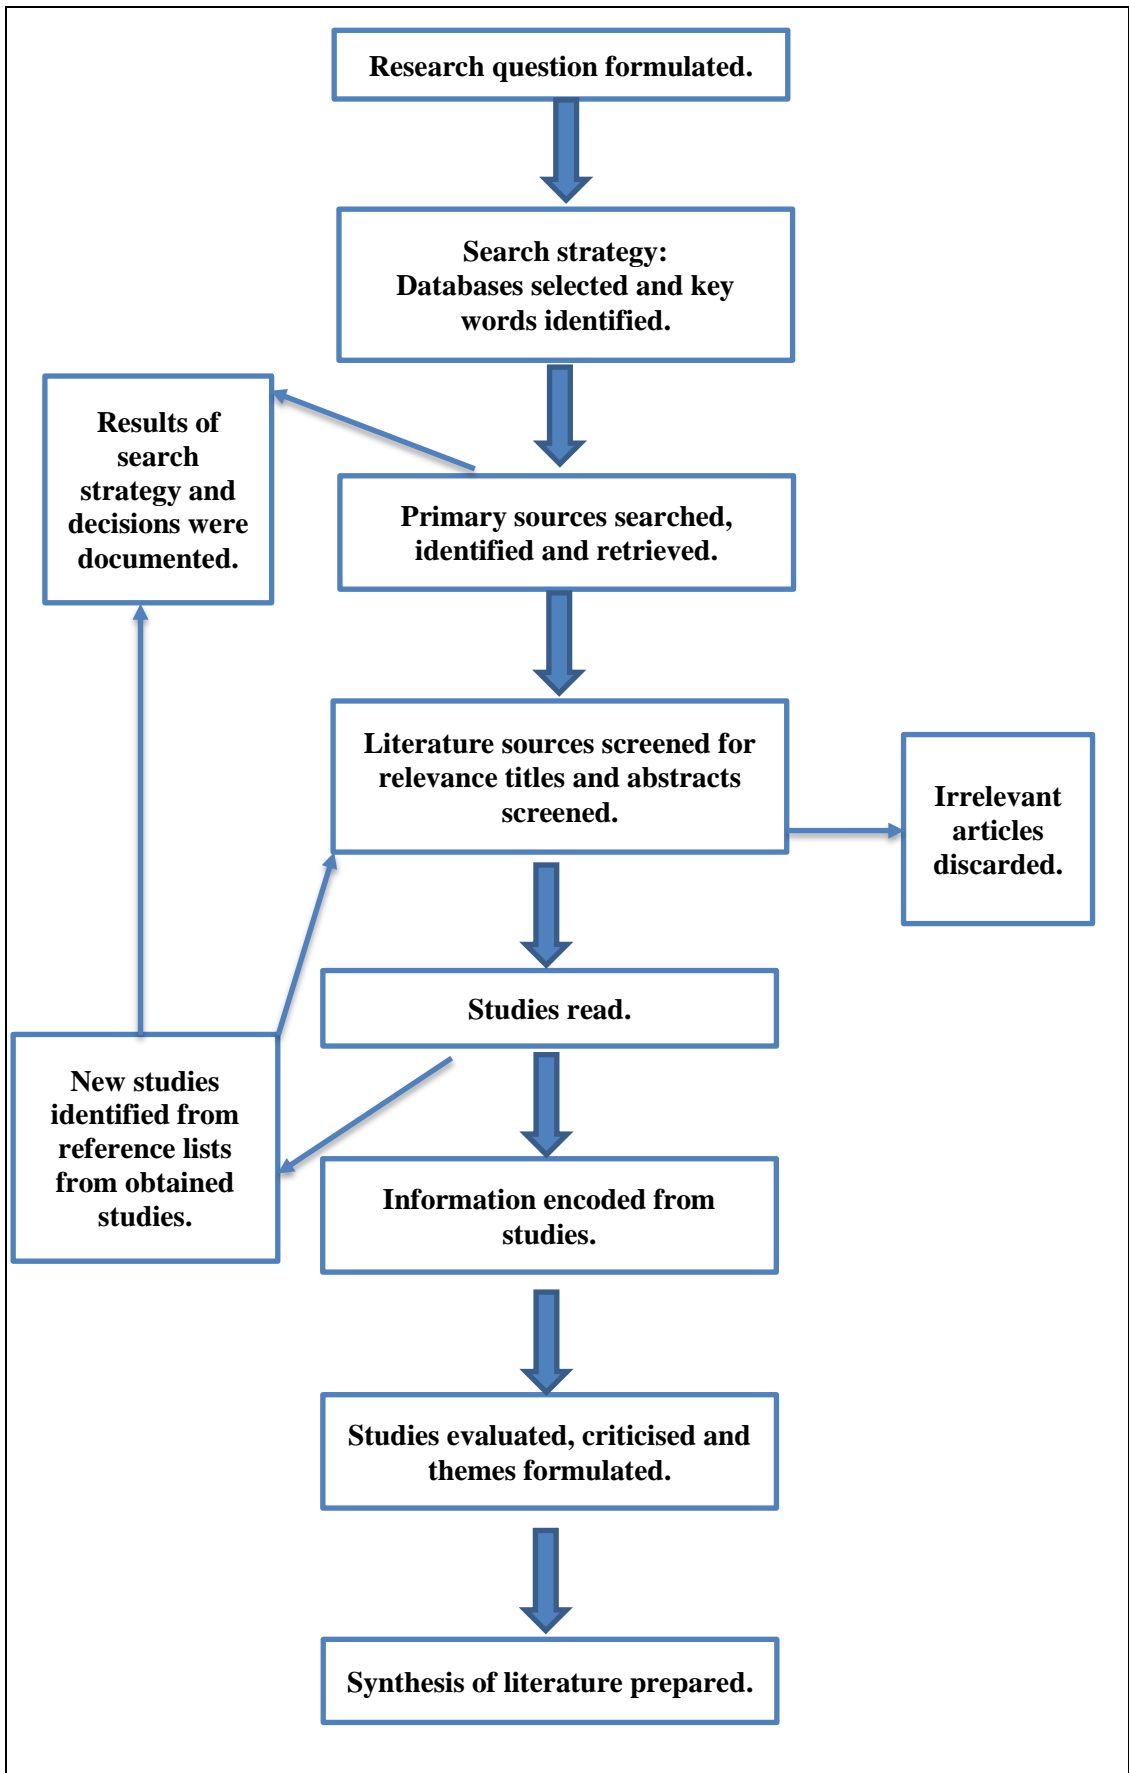 Research question formulated.
Search strategy:
Databases selected and key
words identified.
Results of
search
strategy and
decisions were
documented.
Primary sources searched,
identified and retrieved.
Literature sources screened for
relevance titles and abstracts
screened.
Irrelevant
articles
discarded.
Studies read.
New studies
identified from
reference lists
from obtained
studies.
Information encoded from
studies.
Studies evaluated, criticised and
themes formulated.
Synthesis of literature prepared.